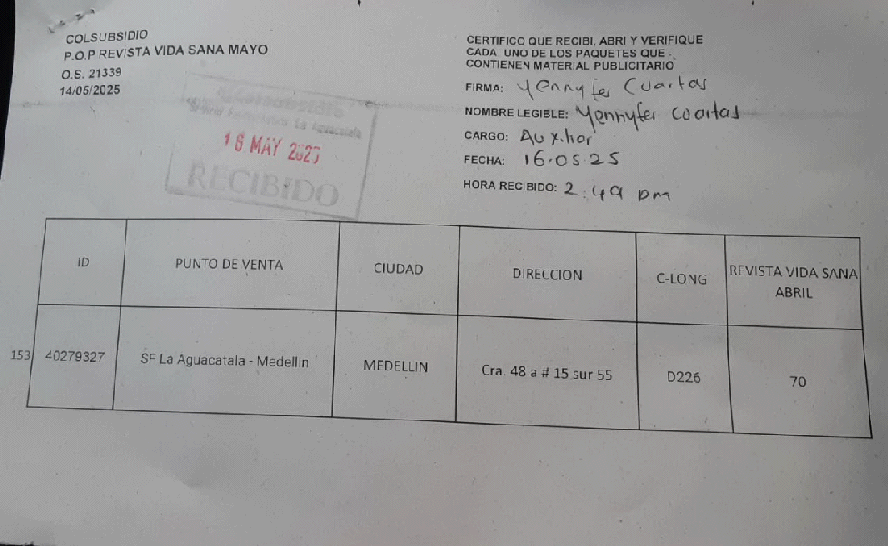 COLSUBSIDIO
P.O.P REVISTA VIDA SANA MAYO
O.S. 21339
14/05/2025
CERTIFICO QUE RECIBI, ABRI Y VERIFIQUE
CADA UNO DE LOS PAQUETES QUE
CONTIENEN MATERIAL PUBLICITARIO
FIRMA: Yennyfer Cuartas
NOMBRE LEGIBLE: Yennyfer Cuartas
CARGO: Auxiliar
FECHA: 16.05.25
HORA RECIBIDO: 2:49 pm
La Aguacatala
MAY
RECIBIDO
ID PUNTO DE VENTA CIUDAD DIRECCION C-LONG REVISTA VIDA SANA
ABRIL
153 40279327 SF La Aguacatala - Medellin MEDELLIN Cra. 48 a # 15 sur 55 D226 70